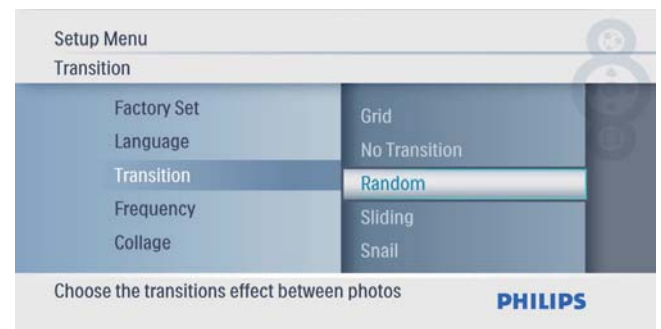 Setup Menu
Transition
Factory Set
Language
Transition
Frequency
Collage
Grid
No Transition
Random
Sliding
Snail
Choose the transitions effect between photos
PHILIPS